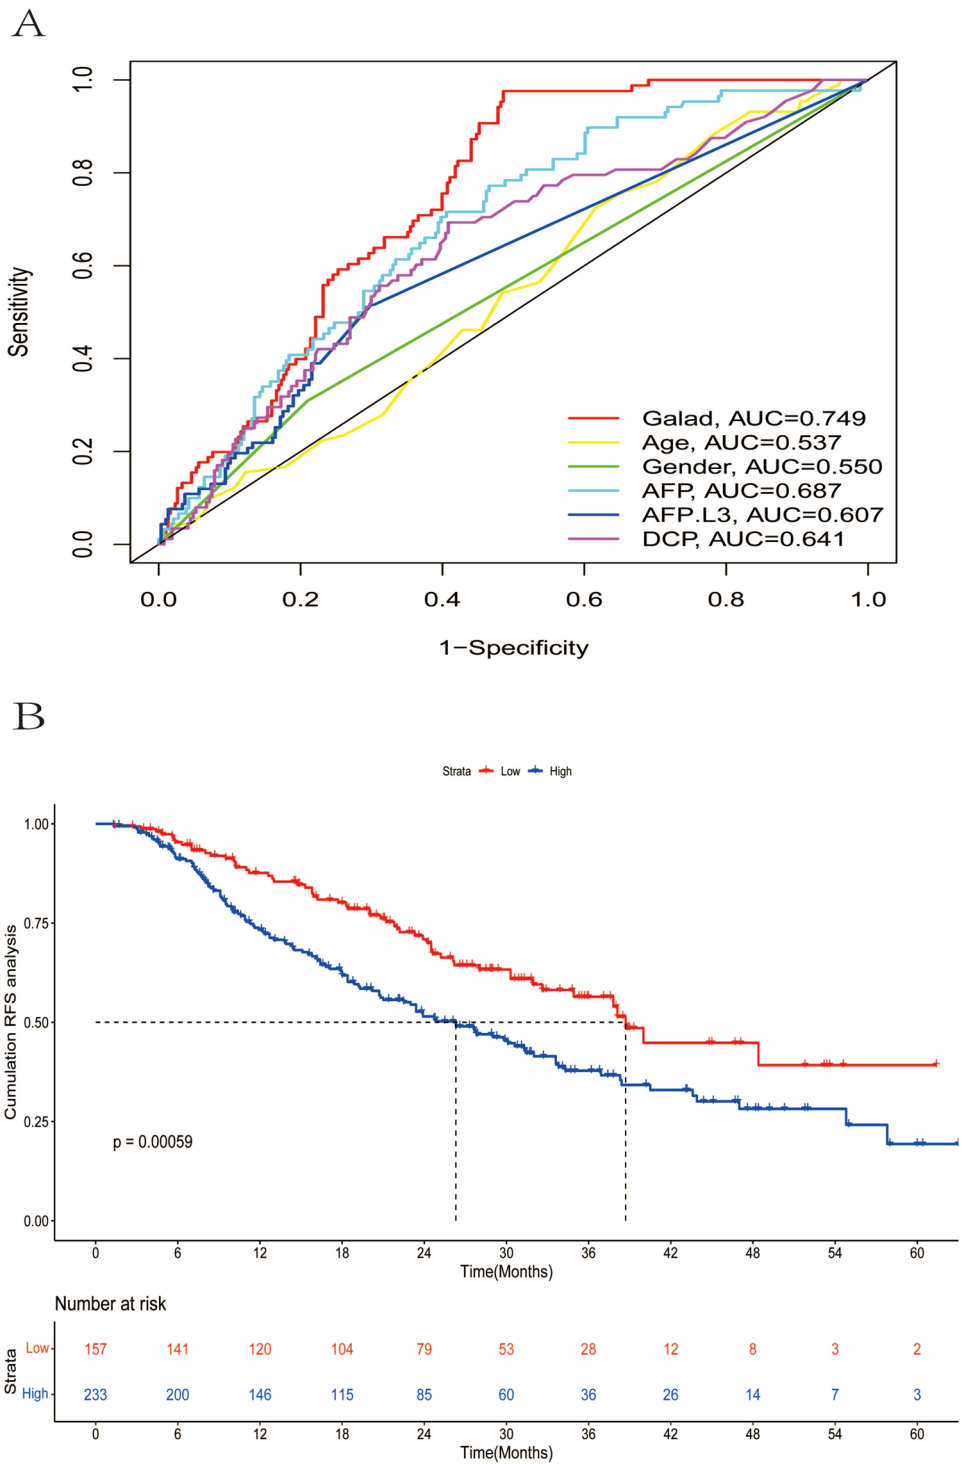 A
1.0
0.8
0.6
0.4
0.2
0.0
Sensitivity
Galad, AUC=0.749
Age, AUC=0.537
Gender, AUC=0.550
AFP, AUC=0.687
AFP.L3, AUC=0.607
DCP, AUC=0.641
0.0 0.2 0.4 0.6 0.8 1.0
1−Specificity
B
Strata Low High
1.00
0.75
0.50
0.25
0.00
Cumulation RFS analysis
p = 0.00059
0 6 12 18 24 30 36 42 48 54 60
Time(Months)
Number at risk
Strata
Low 157 141 120 104 79 53 28 12 8 3 2
High 233 200 146 115 85 60 36 26 14 7 3
0 6 12 18 24 30 36 42 48 54 60
Time(Months)